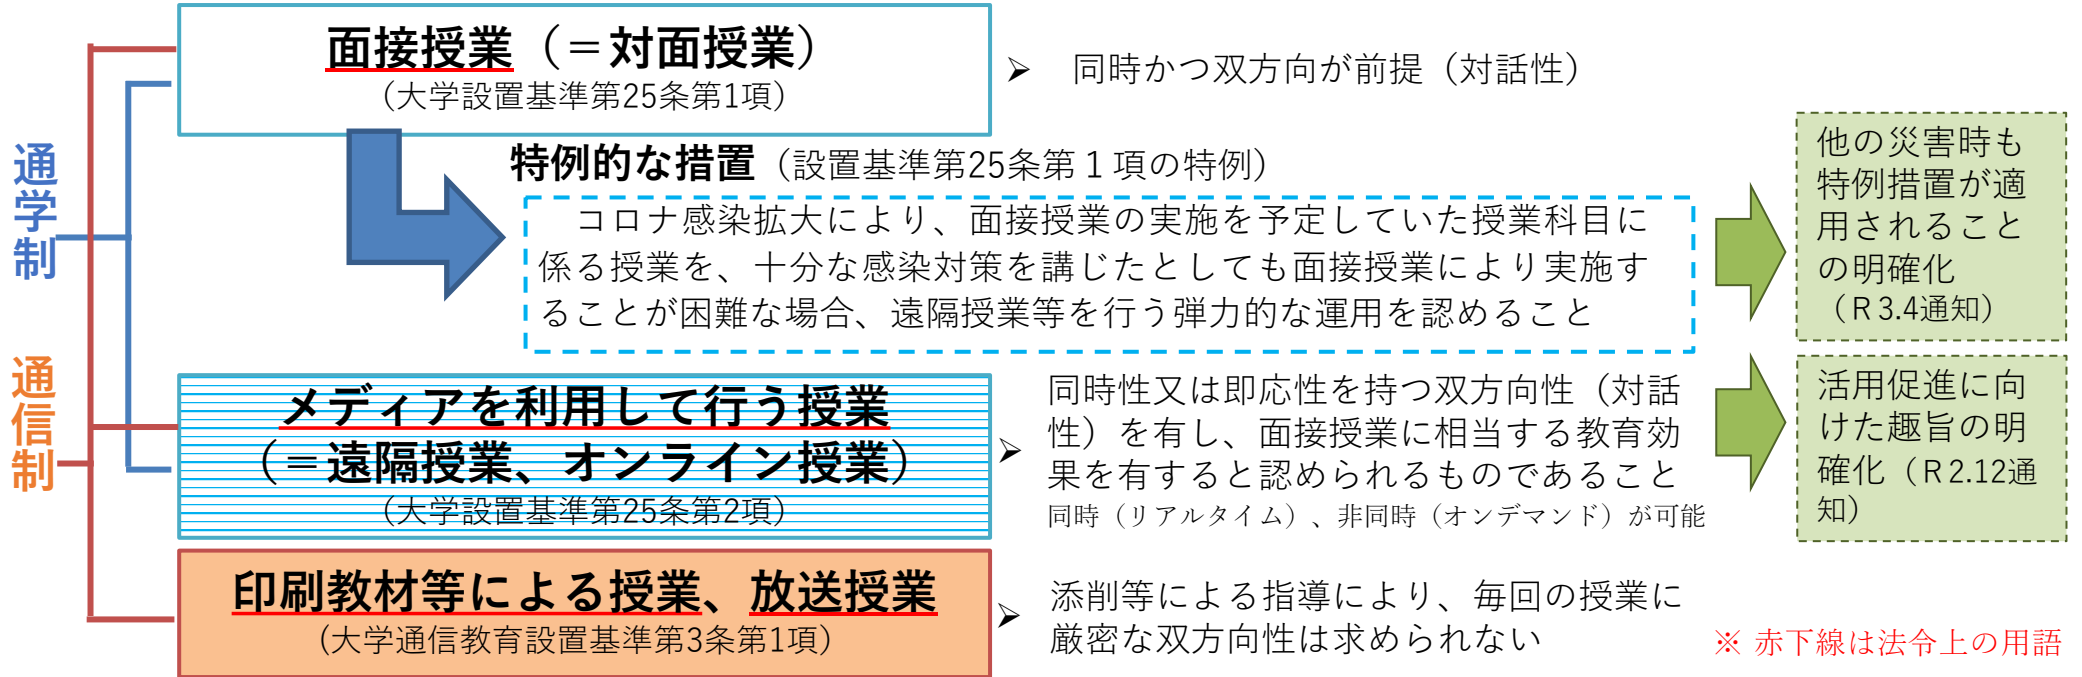 通学制
通信制
面接授業（＝対面授業）
（大学設置基準第25条第1項）
➢ 同時かつ双方向が前提（対話性）
特例的な措置（設置基準第25条第１項の特例）
コロナ感染拡大により、面接授業の実施を予定していた授業科目に
係る授業を、十分な感染対策を講じたとしても面接授業により実施す
ることが困難な場合、遠隔授業等を行う弾力的な運用を認めること
他の災害時も
特例措置が適
用されること
の明確化
（R3.4通知）
メディアを利用して行う授業
（＝遠隔授業、オンライン授業）
（大学設置基準第25条第2項）
➢ 同時性又は即応性を持つ双方向性（対話
性）を有し、面接授業に相当する教育効
果を有すると認められるものであること
同時（リアルタイム）、非同時（オンデマンド）が可能
活用促進に向
けた趣旨の明
確化（R2.12通
知）
印刷教材等による授業、放送授業
（大学通信教育設置基準第3条第1項）
➢ 添削等による指導により、毎回の授業に
厳密な双方向性は求められない
※ 赤下線は法令上の用語